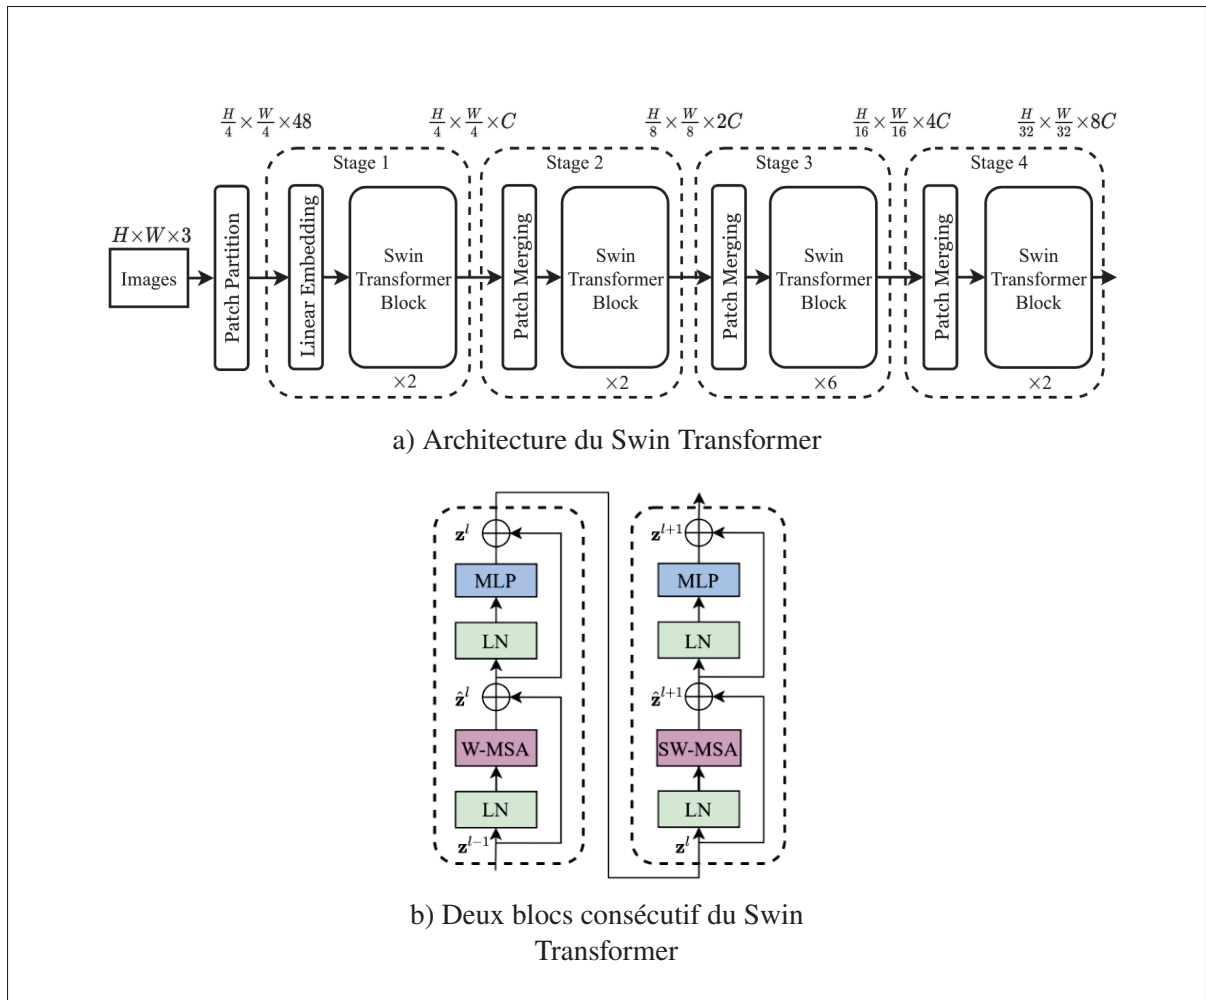 H/4 × W/4 × 48
H/4 × W/4 × C
H/8 × W/8 × 2C
H/16 × W/16 × 4C
H/32 × W/32 × 8C
Stage 1
Stage 2
Stage 3
Stage 4
H×W×3
Images
Patch Partition
Linear Embedding
Swin
Transformer
Block
×2
Patch Merging
Swin
Transformer
Block
×2
Patch Merging
Swin
Transformer
Block
×6
Patch Merging
Swin
Transformer
Block
×2
a) Architecture du Swin Transformer
z^l
MLP
LN
ẑ^l
W-MSA
LN
z^{l-1}
z^{l+1}
MLP
LN
ẑ^{l+1}
SW-MSA
LN
z^l
b) Deux blocs consécutif du Swin
Transformer